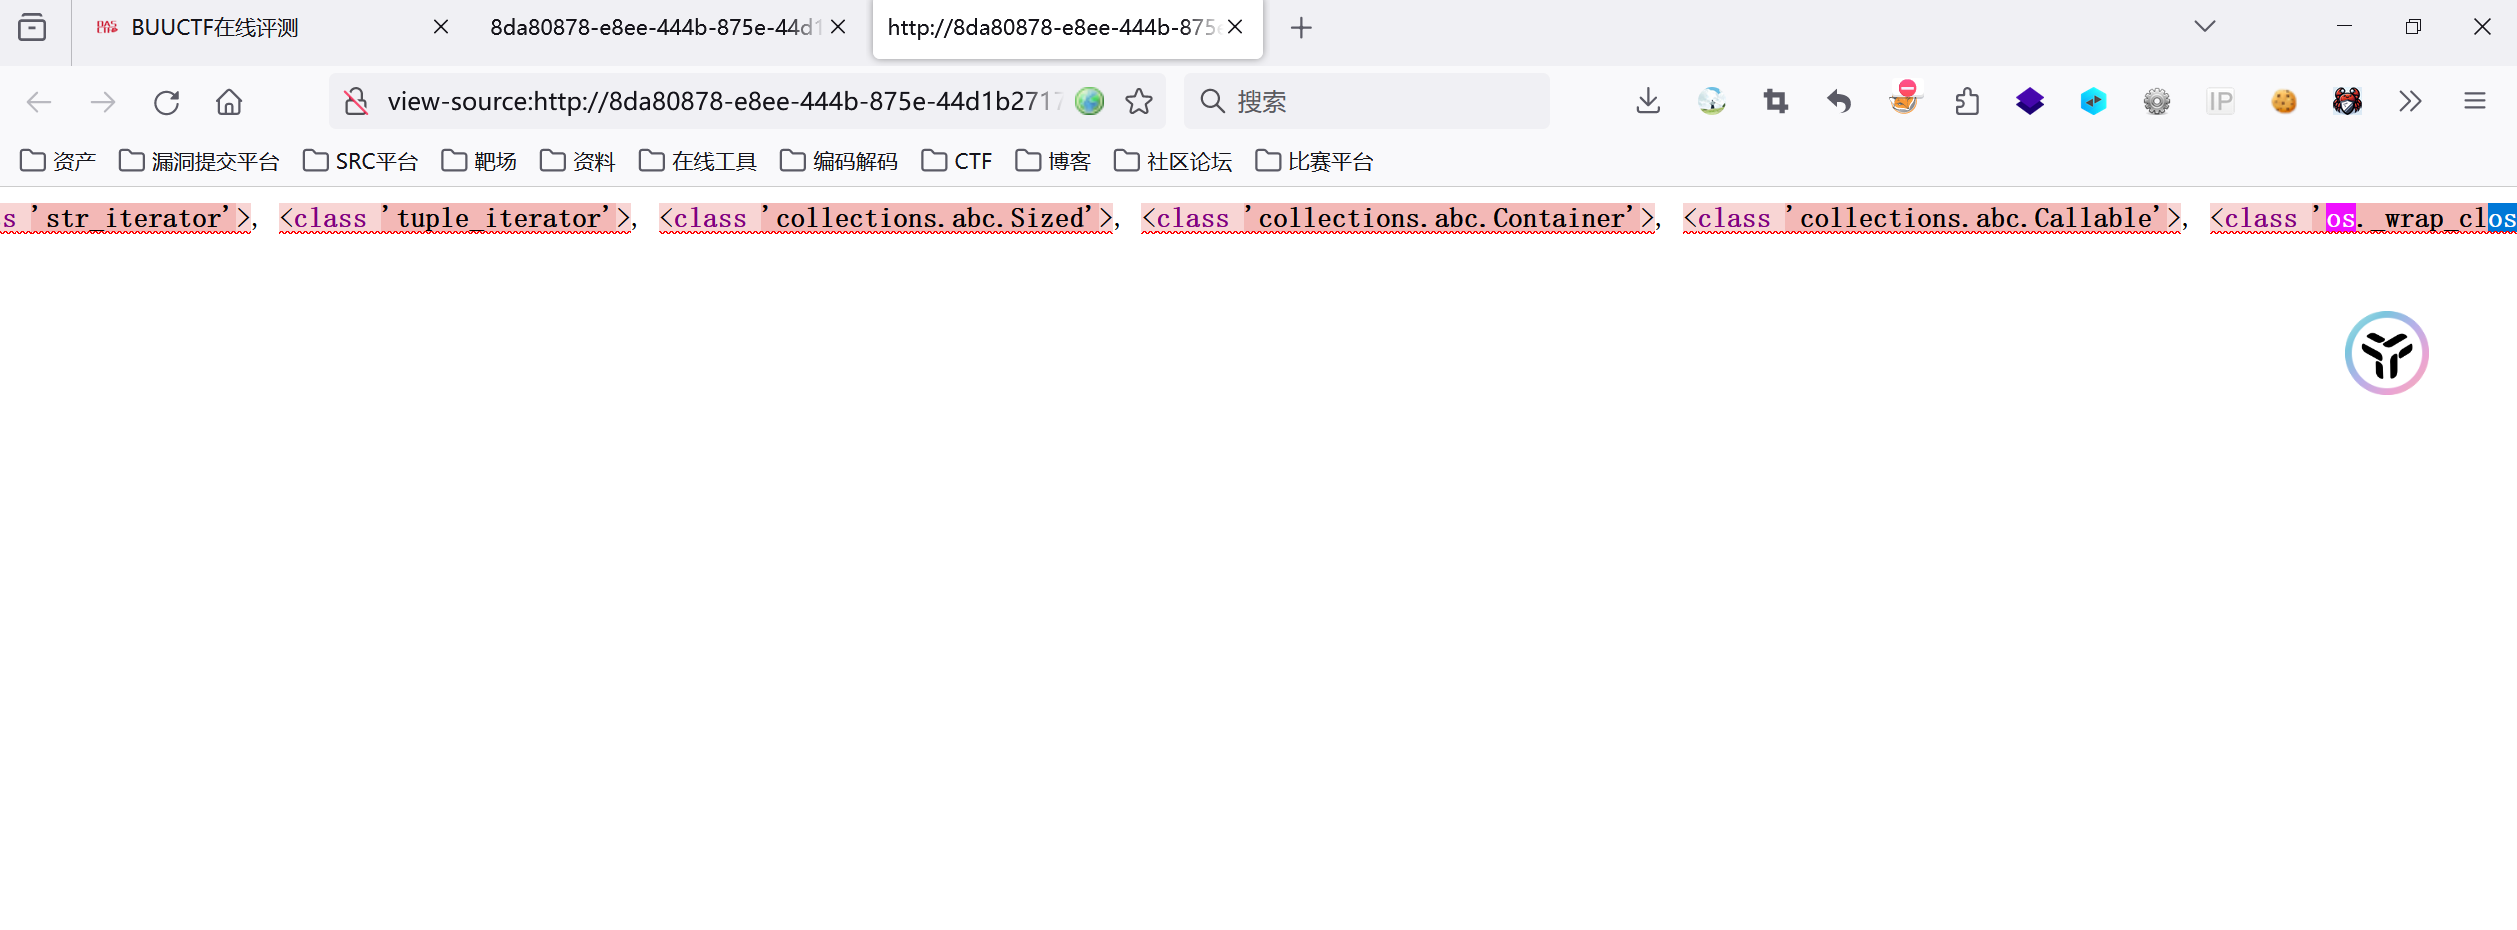 BUUCTF在线评测 8da80878-e8ee-444b-875e-44d1 http://8da80878-e8ee-444b-875e
view-source:http://8da80878-e8ee-444b-875e-44d1b2717 搜索 IP
资产 漏洞提交平台 SRC平台 靶场 资料 在线工具 编码解码 CTF 博客 社区论坛 比赛平台
s 'str_iterator'>, <class 'tuple_iterator'>, <class 'collections.abc.Sized'>, <class 'collections.abc.Container'>, <class 'collections.abc.Callable'>, <class 'os._wrap_clos